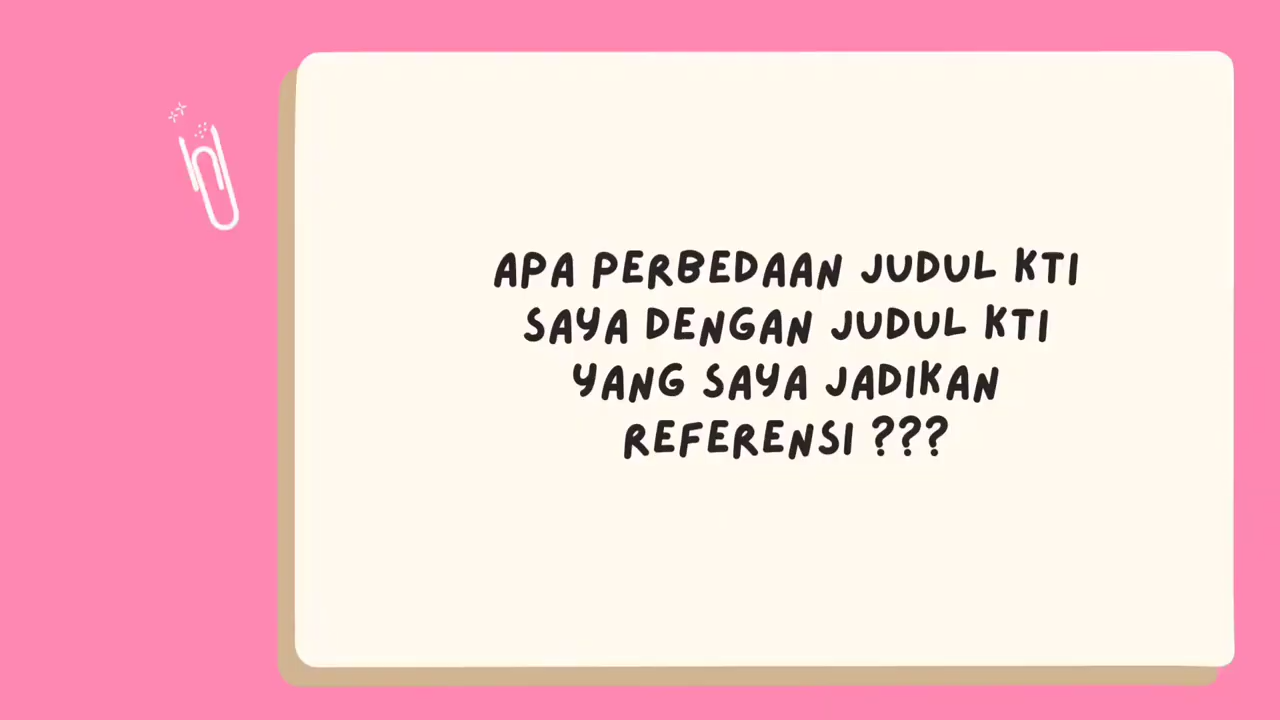 APA PERBEDAAN JUDUL KTI
SAYA DENGAN JUDUL KTI
YANG SAYA JADIKAN
REFERENSI ???